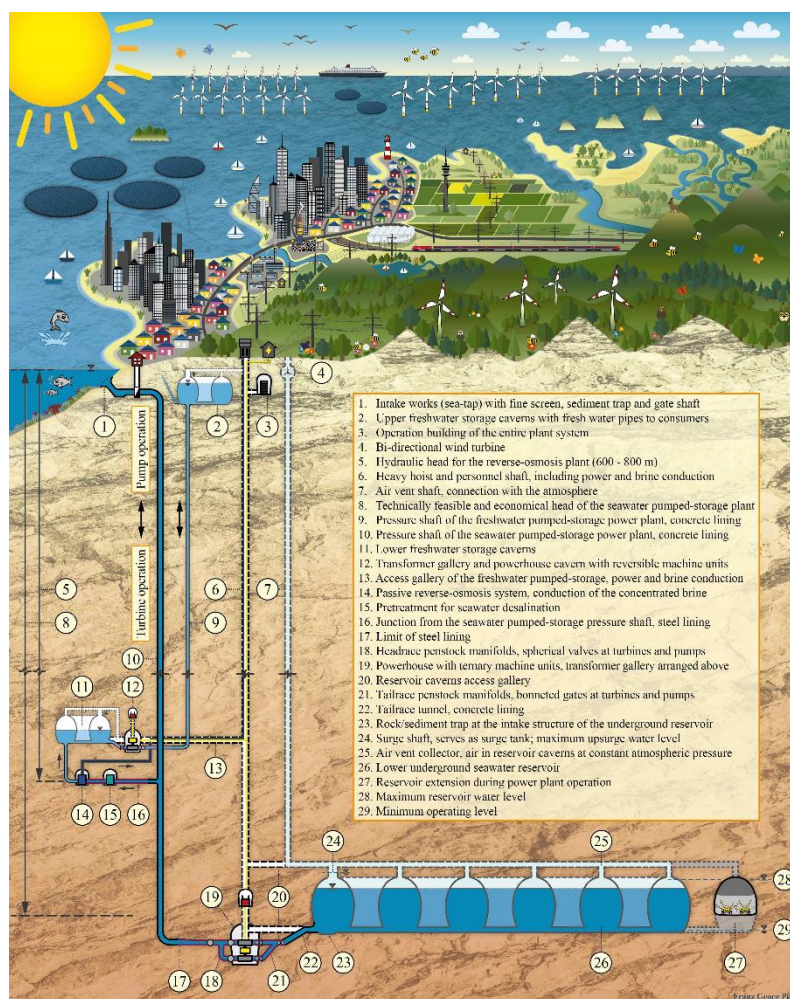 1. Intake works (sea-tap) with fine screen, sediment trap and gate shaft
2. Upper freshwater storage caverns with fresh water pipes to consumers
3. Operation building of the entire plant system
4. Bi-directional wind turbine
5. Hydraulic head for the reverse-osmosis plant (600 - 800 m)
6. Heavy hoist and personnel shaft, including power and brine conduction
7. Air vent shaft, connection with the atmosphere
8. Technically feasible and economical head of the seawater pumped-storage plant
9. Pressure shaft of the freshwater pumped-storage power plant, concrete lining
10. Pressure shaft of the seawater pumped-storage power plant, concrete lining
11. Lower freshwater storage caverns
12. Transformer gallery and powerhouse cavern with reversible machine units
13. Access gallery of the freshwater pumped-storage, power and brine conduction
14. Passive reverse-osmosis system, conduction of the concentrated brine
15. Pretreatment for seawater desalination
16. Junction from the seawater pumped-storage pressure shaft, steel lining
17. Limit of steel lining
18. Headrace penstock manifolds, spherical valves at turbines and pumps
19. Powerhouse with ternary machine units, transformer gallery arranged above
20. Reservoir caverns access gallery
21. Tailrace penstock manifolds, bonneted gates at turbines and pumps
22. Tailrace tunnel, concrete lining
23. Rock/sediment trap at the intake structure of the underground reservoir
24. Surge shaft, serves as surge tank; maximum upsurge water level
25. Air vent collector, air in reservoir caverns at constant atmospheric pressure
26. Lower underground seawater reservoir
27. Reservoir extension during power plant operation
28. Maximum reservoir water level
29. Minimum operating level
1
2
3
4
Pump operation
Turbine operation
5
6
7
8
9
10
11
12
13
14
15
16
24
25
28
19
20
29
17
18
21
22
23
26
27
Franz Georg